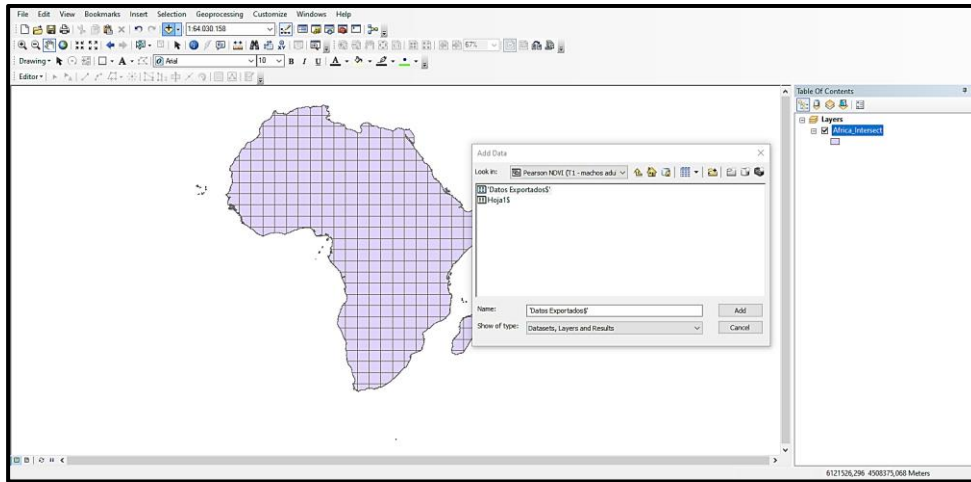 File Edit View Bookmarks Insert Selection Geoprocessing Customize Windows Help
1:64.030.158
67%
Drawing A Arial 10 B I U A
Editor
Table Of Contents
Layers
Africa_Intersect
Add Data
Look in: Pearson NDVI (T1 - machos adu
'Datos Exportados$'
Hoja1$
Name: 'Datos Exportados$' Add
Show of type: Datasets, Layers and Results Cancel
6121526,296 4508375,068 Meters